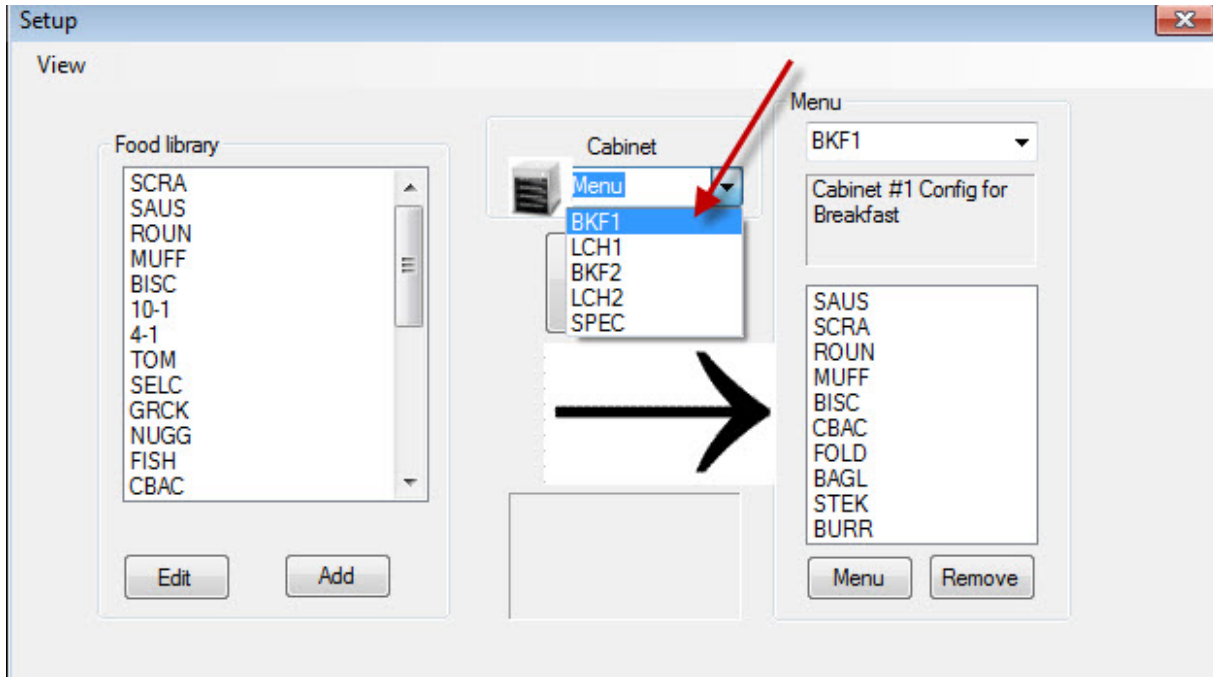 Setup
View
Food library
SCRA
SAUS
ROUN
MUFF
BISC
10-1
4-1
TOM
SELC
GRCK
NUGG
FISH
CBAC
Edit
Add
Cabinet
Menu
BKF1
LCH1
BKF2
LCH2
SPEC
Menu
BKF1
Cabinet #1 Config for
Breakfast
SAUS
SCRA
ROUN
MUFF
BISC
CBAC
FOLD
BAGL
STEK
BURR
Menu
Remove